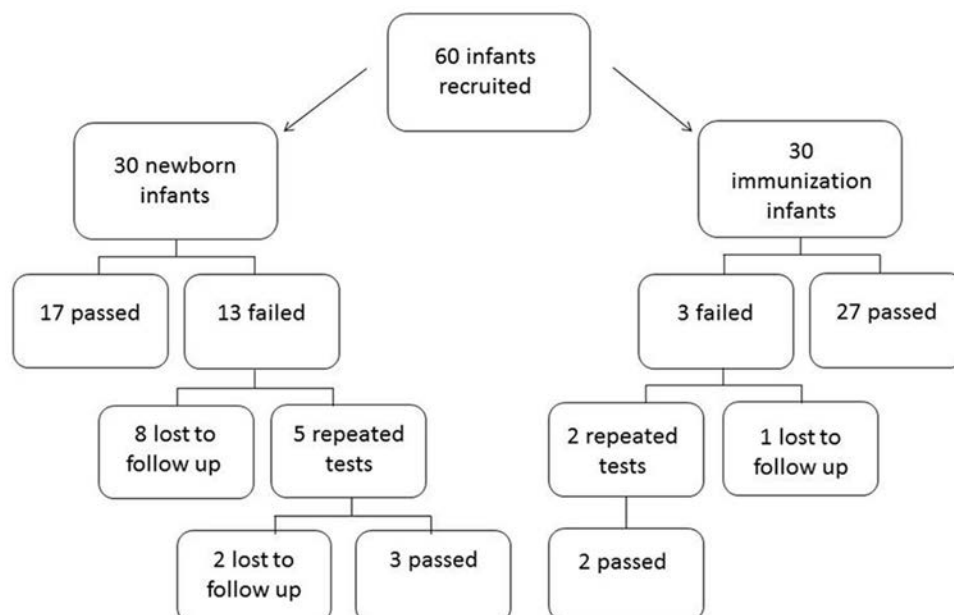 60 infants
recruited
30 newborn
infants
30
immunization
infants
17 passed
13 failed
3 failed
27 passed
8 lost to
follow up
5 repeated
tests
2 repeated
tests
1 lost to
follow up
2 lost to
follow up
3 passed
2 passed